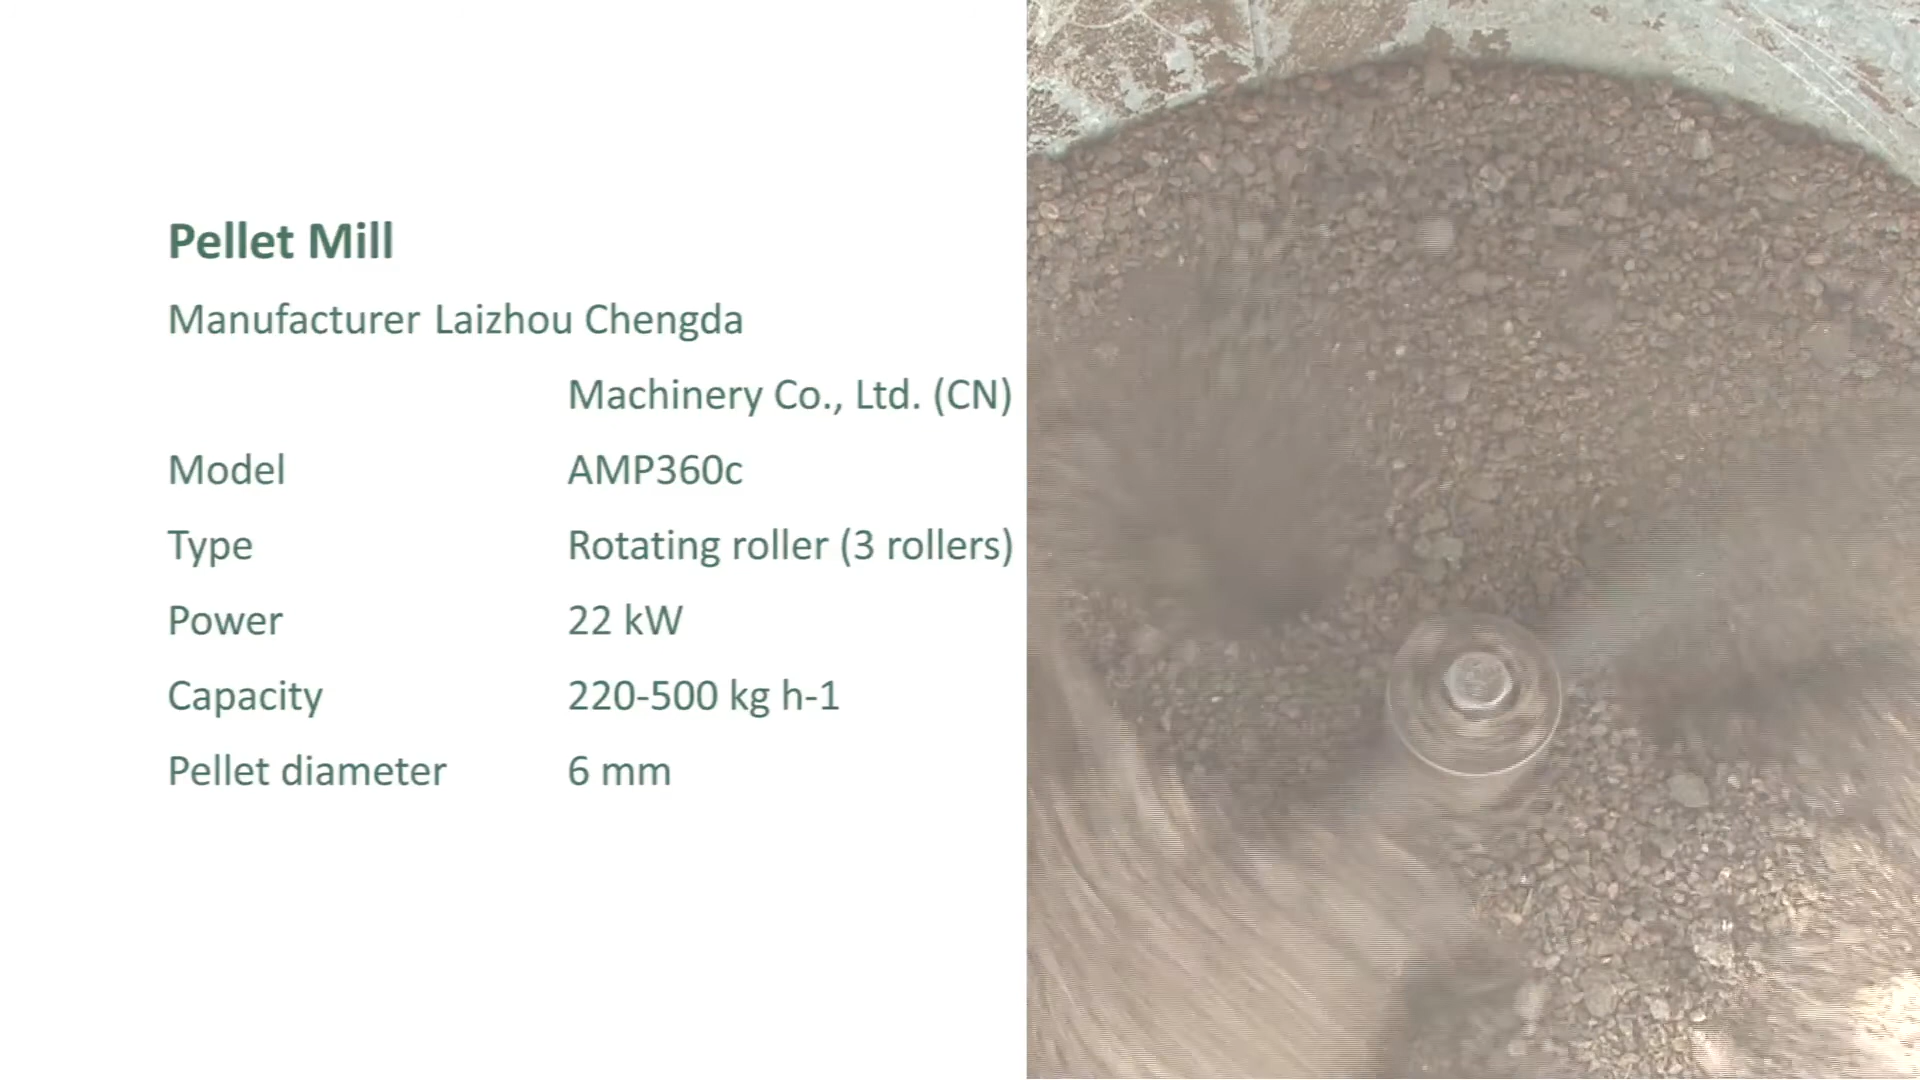 Pellet Mill
Manufacturer Laizhou Chengda
Machinery Co., Ltd. (CN)
Model AMP360c
Type Rotating roller (3 rollers)
Power 22 kW
Capacity 220-500 kg h-1
Pellet diameter 6 mm